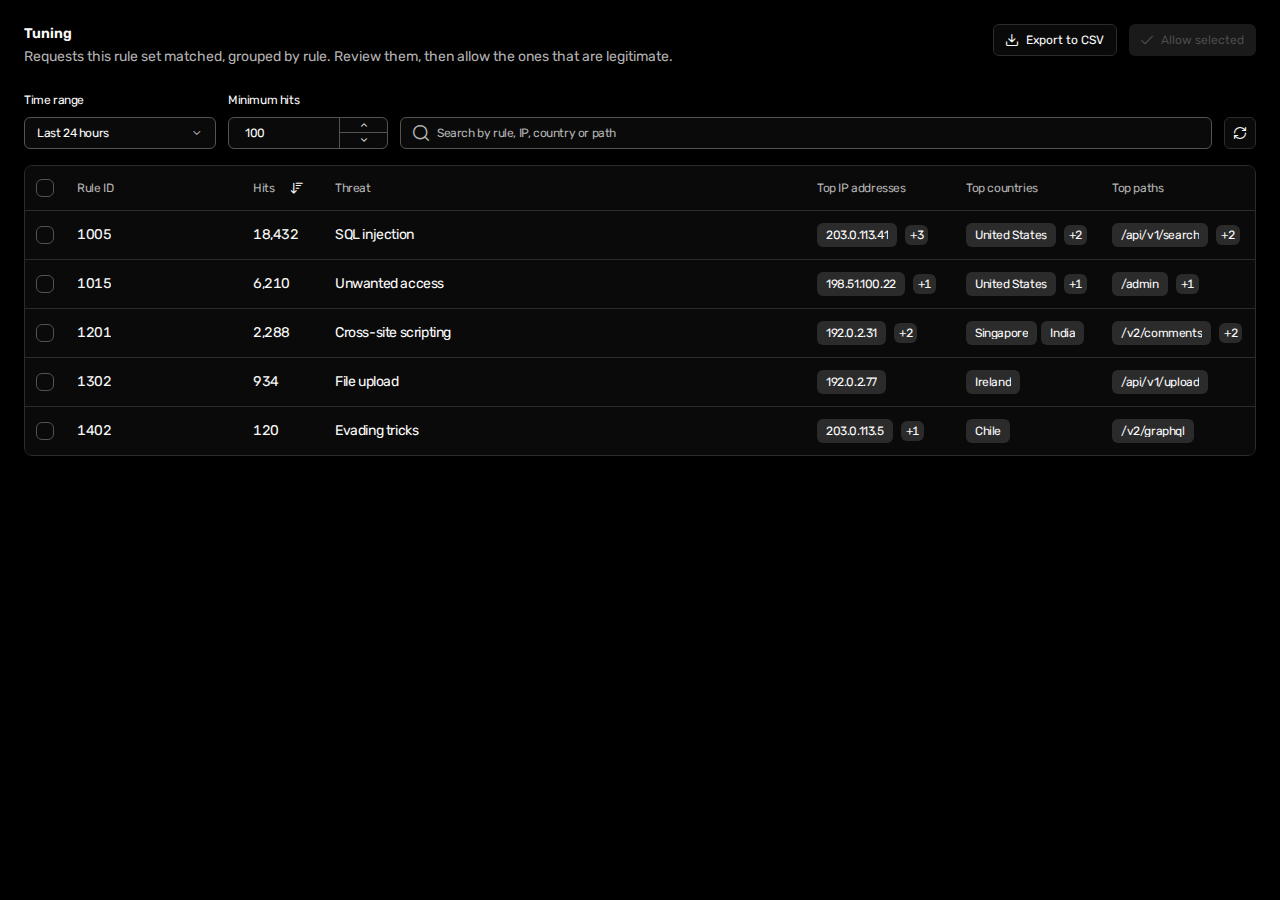 Tuning
Requests this rule set matched, grouped by rule. Review them, then allow the ones that are legitimate.
Export to CSV
Allow selected
Time range
Minimum hits
Last 24 hours
100
Search by rule, IP, country or path
Rule ID Hits Threat Top IP addresses Top countries Top paths
1005 18,432 SQL injection 203.0.113.41 +3 United States +2 /api/v1/search +2
1015 6,210 Unwanted access 198.51.100.22 +1 United States +1 /admin +1
1201 2,288 Cross-site scripting 192.0.2.31 +2 Singapore India /v2/comments +2
1302 934 File upload 192.0.2.77 Ireland /api/v1/upload
1402 120 Evading tricks 203.0.113.5 +1 Chile /v2/graphql